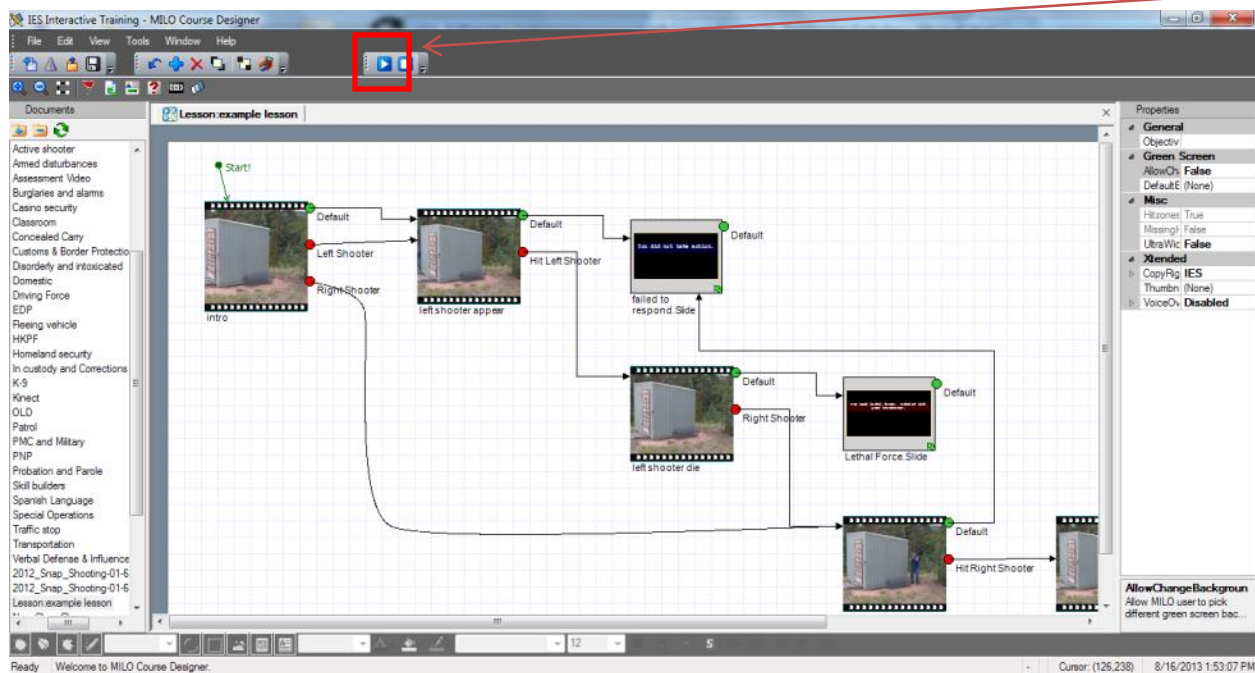 IES Interactive Training - MILO Course Designer
File Edit View Tools Window Help
Documents
Lesson:example lesson
Properties
Active shooter
Armed disturbances
Assessment Video
Burglaries and alarms
Casino security
Classroom
Concealed Carry
Customs & Border Protectio
Disorderly and intoxicated
Domestic
Driving Force
EDP
Fleeing vehicle
HKPF
Homeland security
In custody and Corrections
K-9
Kinect
OLD
Patrol
PMC and Military
PNP
Probation and Parole
Skill builders
Spanish Language
Special Operations
Traffic stop
Transportation
Verbal Defense & Influence
2012_Snap_Shooting-01-6
2012_Snap_Shooting-01-6
Lesson:example lesson
Start!
Default
Left Shooter
Right Shooter
intro
Default
Hit Left Shooter
left shooter appear
You did not take action.
Default
failed to
respond.Slide
Default
Right Shooter
left shooter die
Default
Lethal Force.Slide
Default
Hit Right Shooter
General
Objectiv
Green Screen
AllowCh False
DefaultE (None)
Misc
Hitzones True
MissingH False
UltraWic False
Xtended
CopyRig IES
Thumbn (None)
VoiceOv Disabled
AllowChangeBackgroun
Allow MILO user to pick
different green screen bac...
12
S
Ready Welcome to MILO Course Designer.
- Cursor: (126,238) 8/16/2013 1:53:07 PM